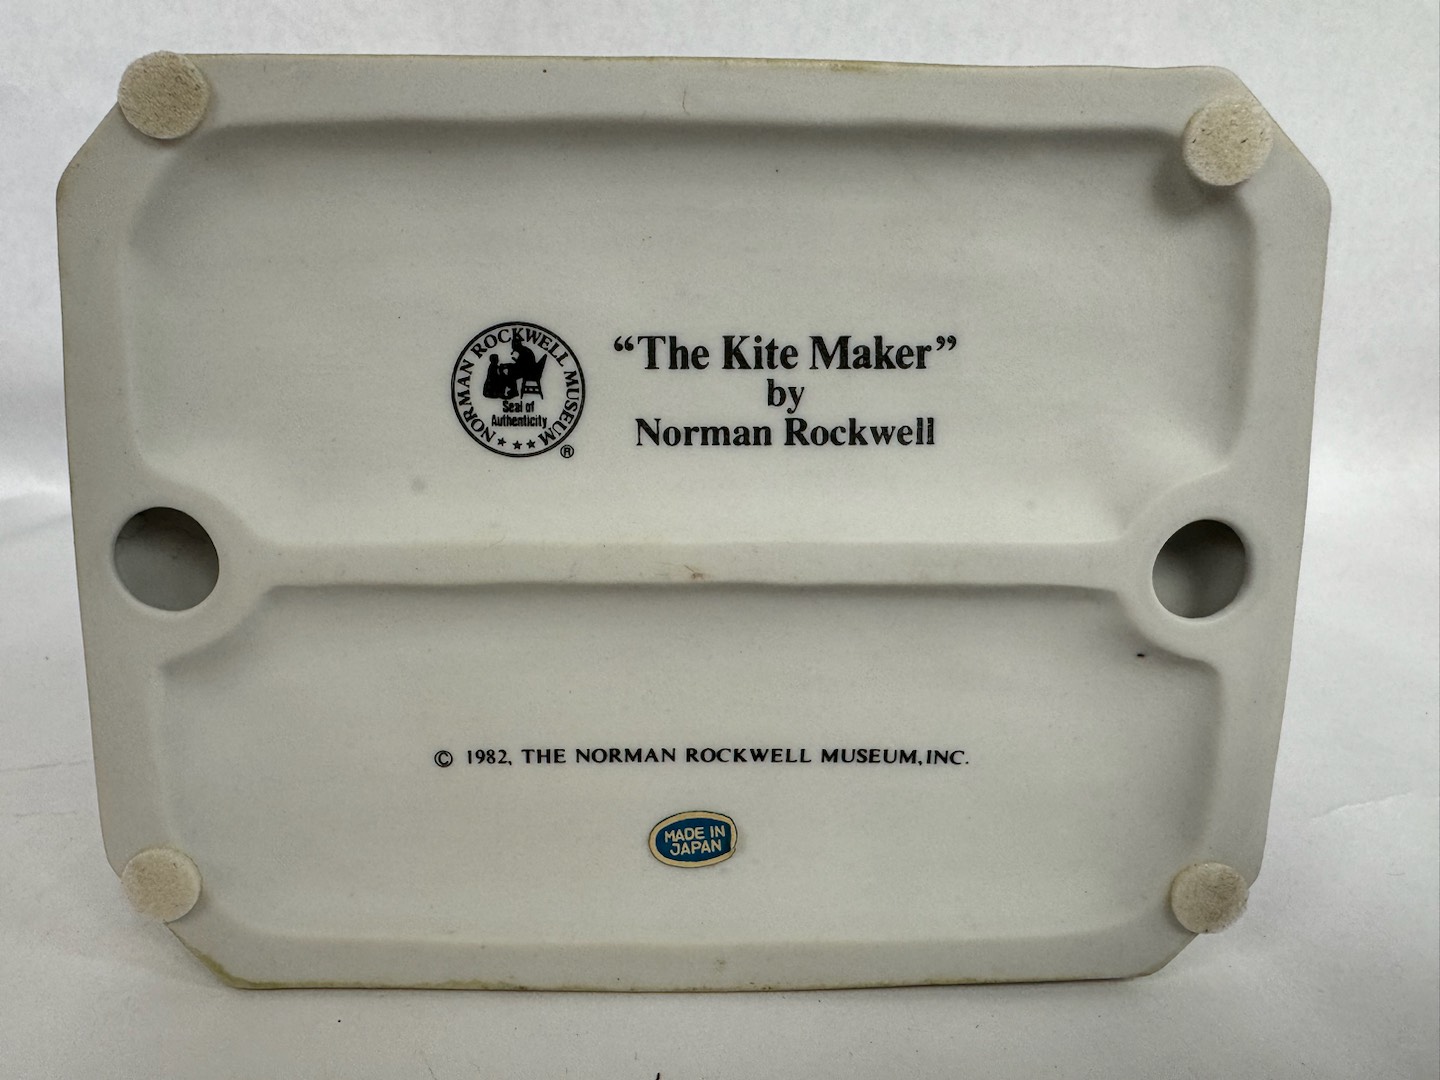 NORMAN ROCKWELL MUSEUM
Seal of
Authenticity
★ ★ ★
®
“The Kite Maker”
by
Norman Rockwell
© 1982, THE NORMAN ROCKWELL MUSEUM, INC.
MADE IN
JAPAN